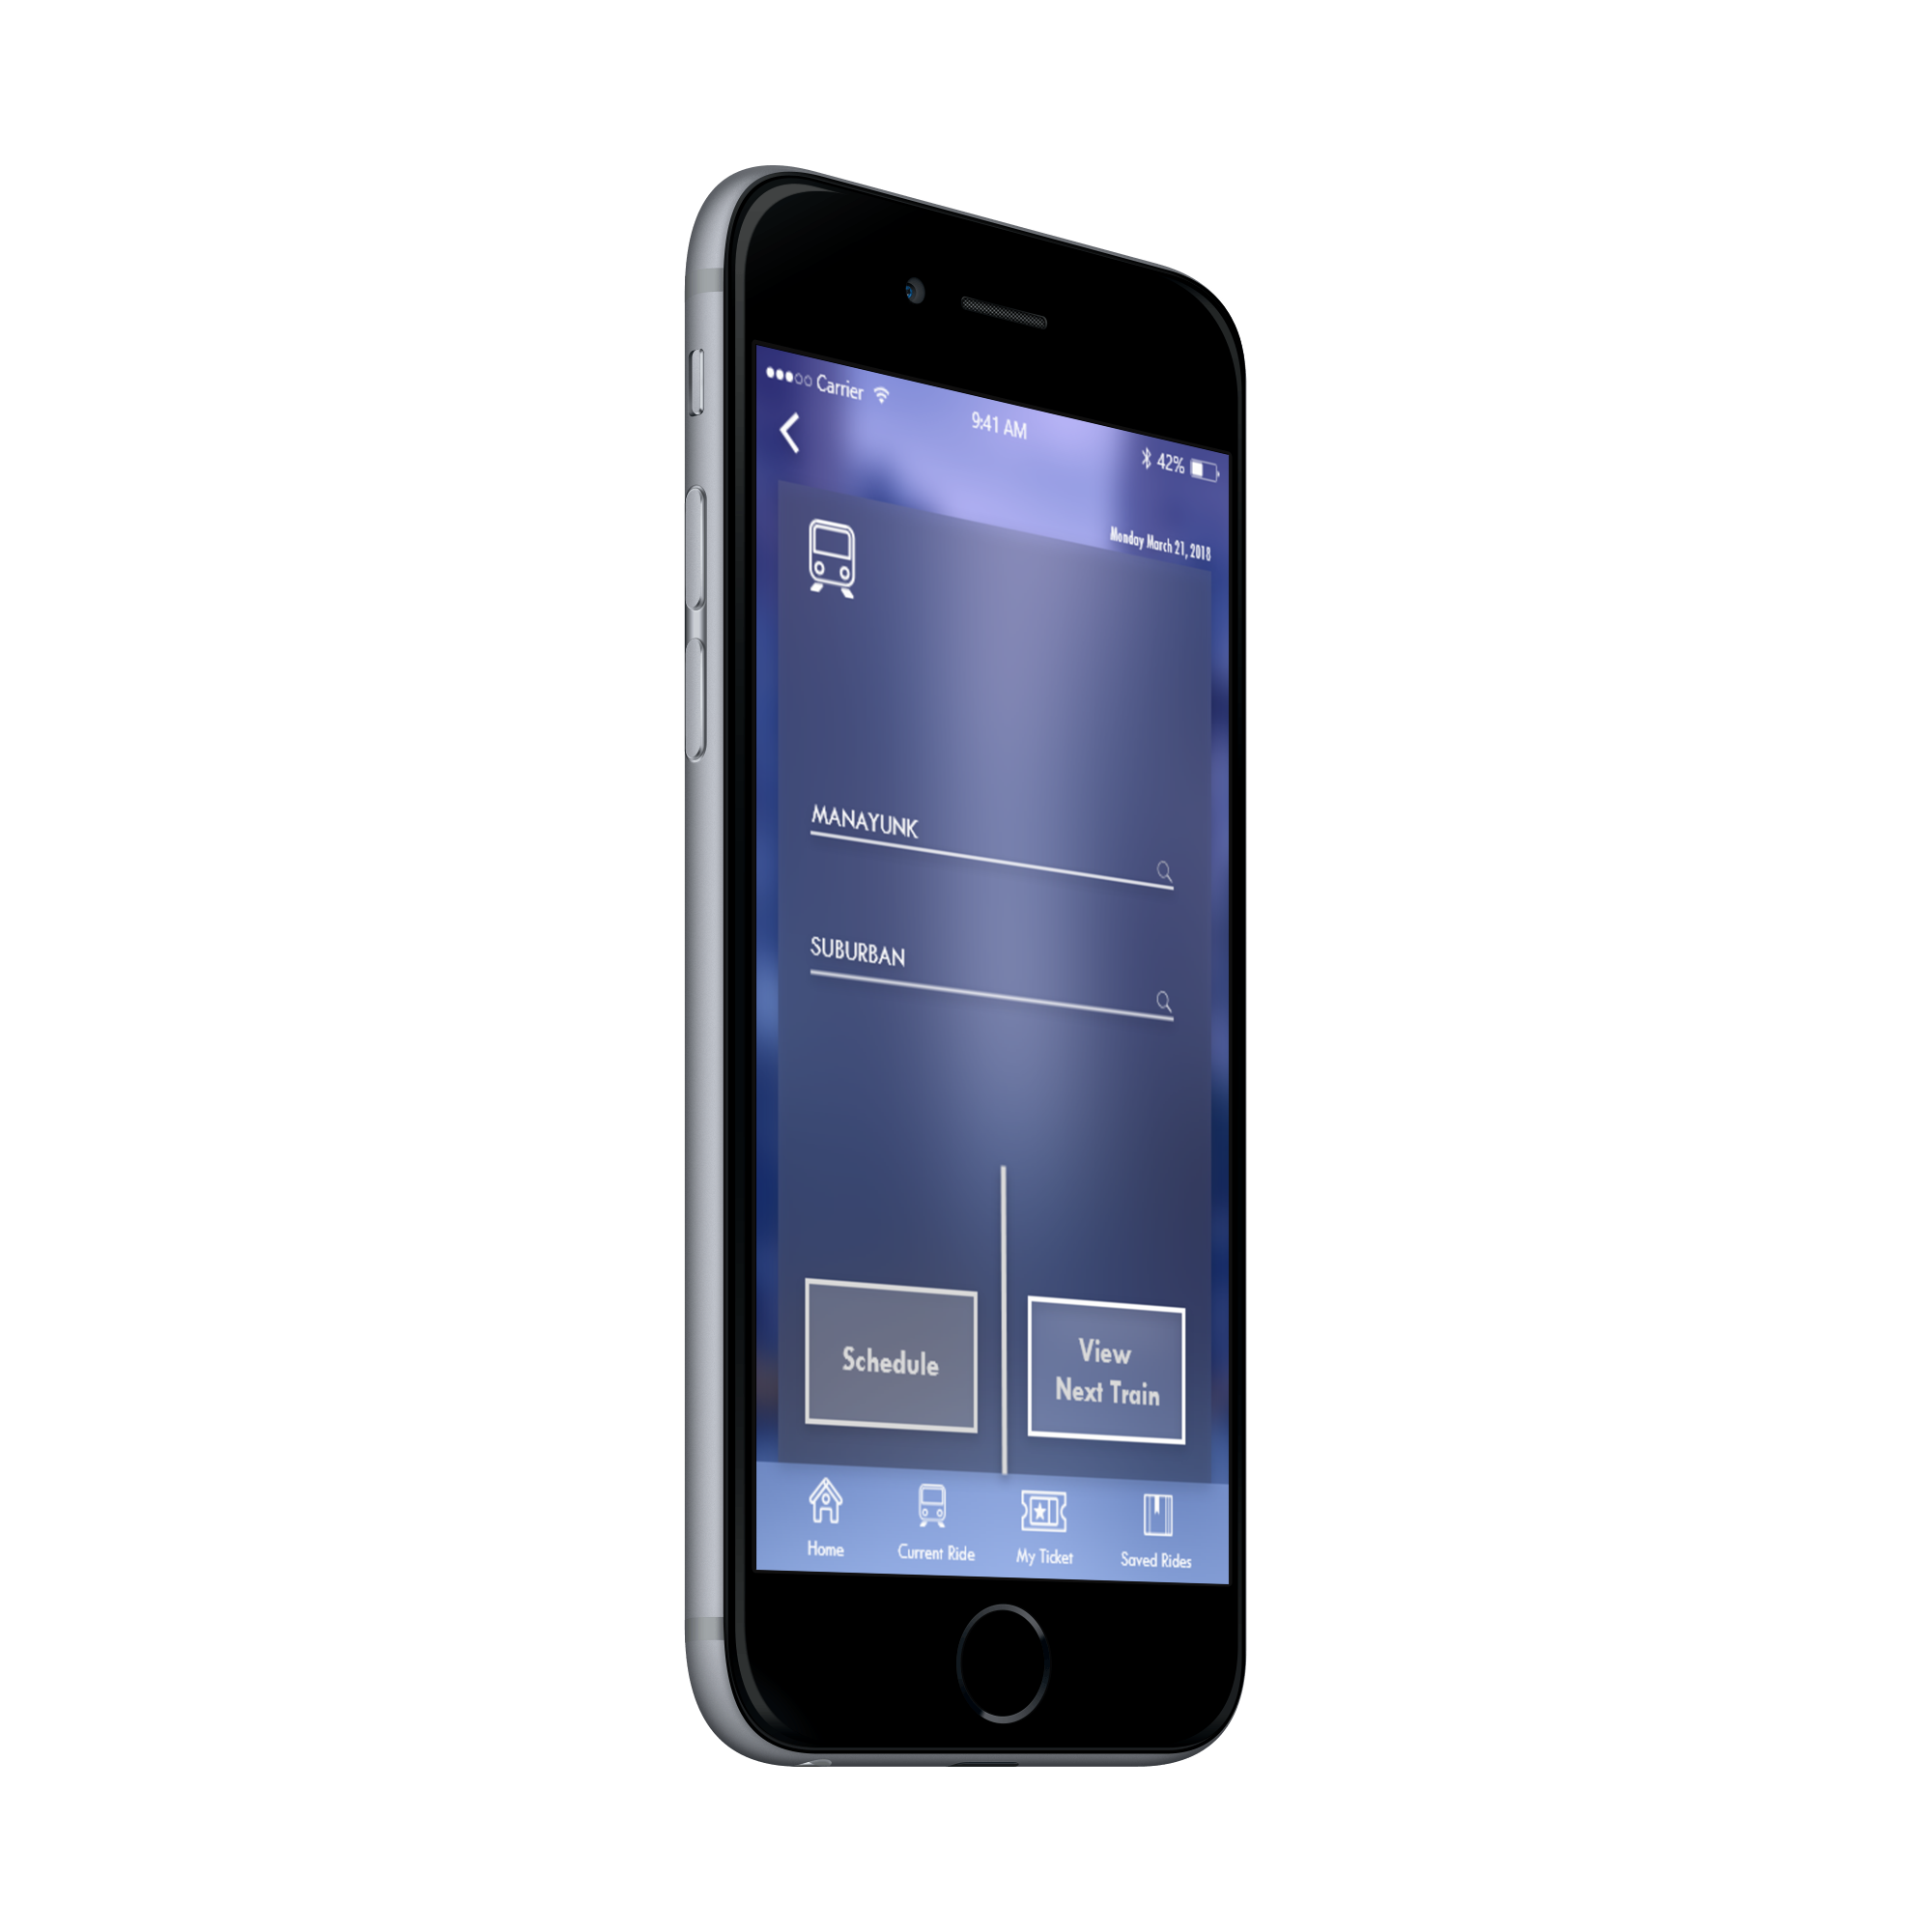 Carrier
9:41 AM
42%
Monday March 21, 2018
MANAYUNK
SUBURBAN
Schedule
View
Next Train
Home
Current Ride
My Ticket
Saved Rides